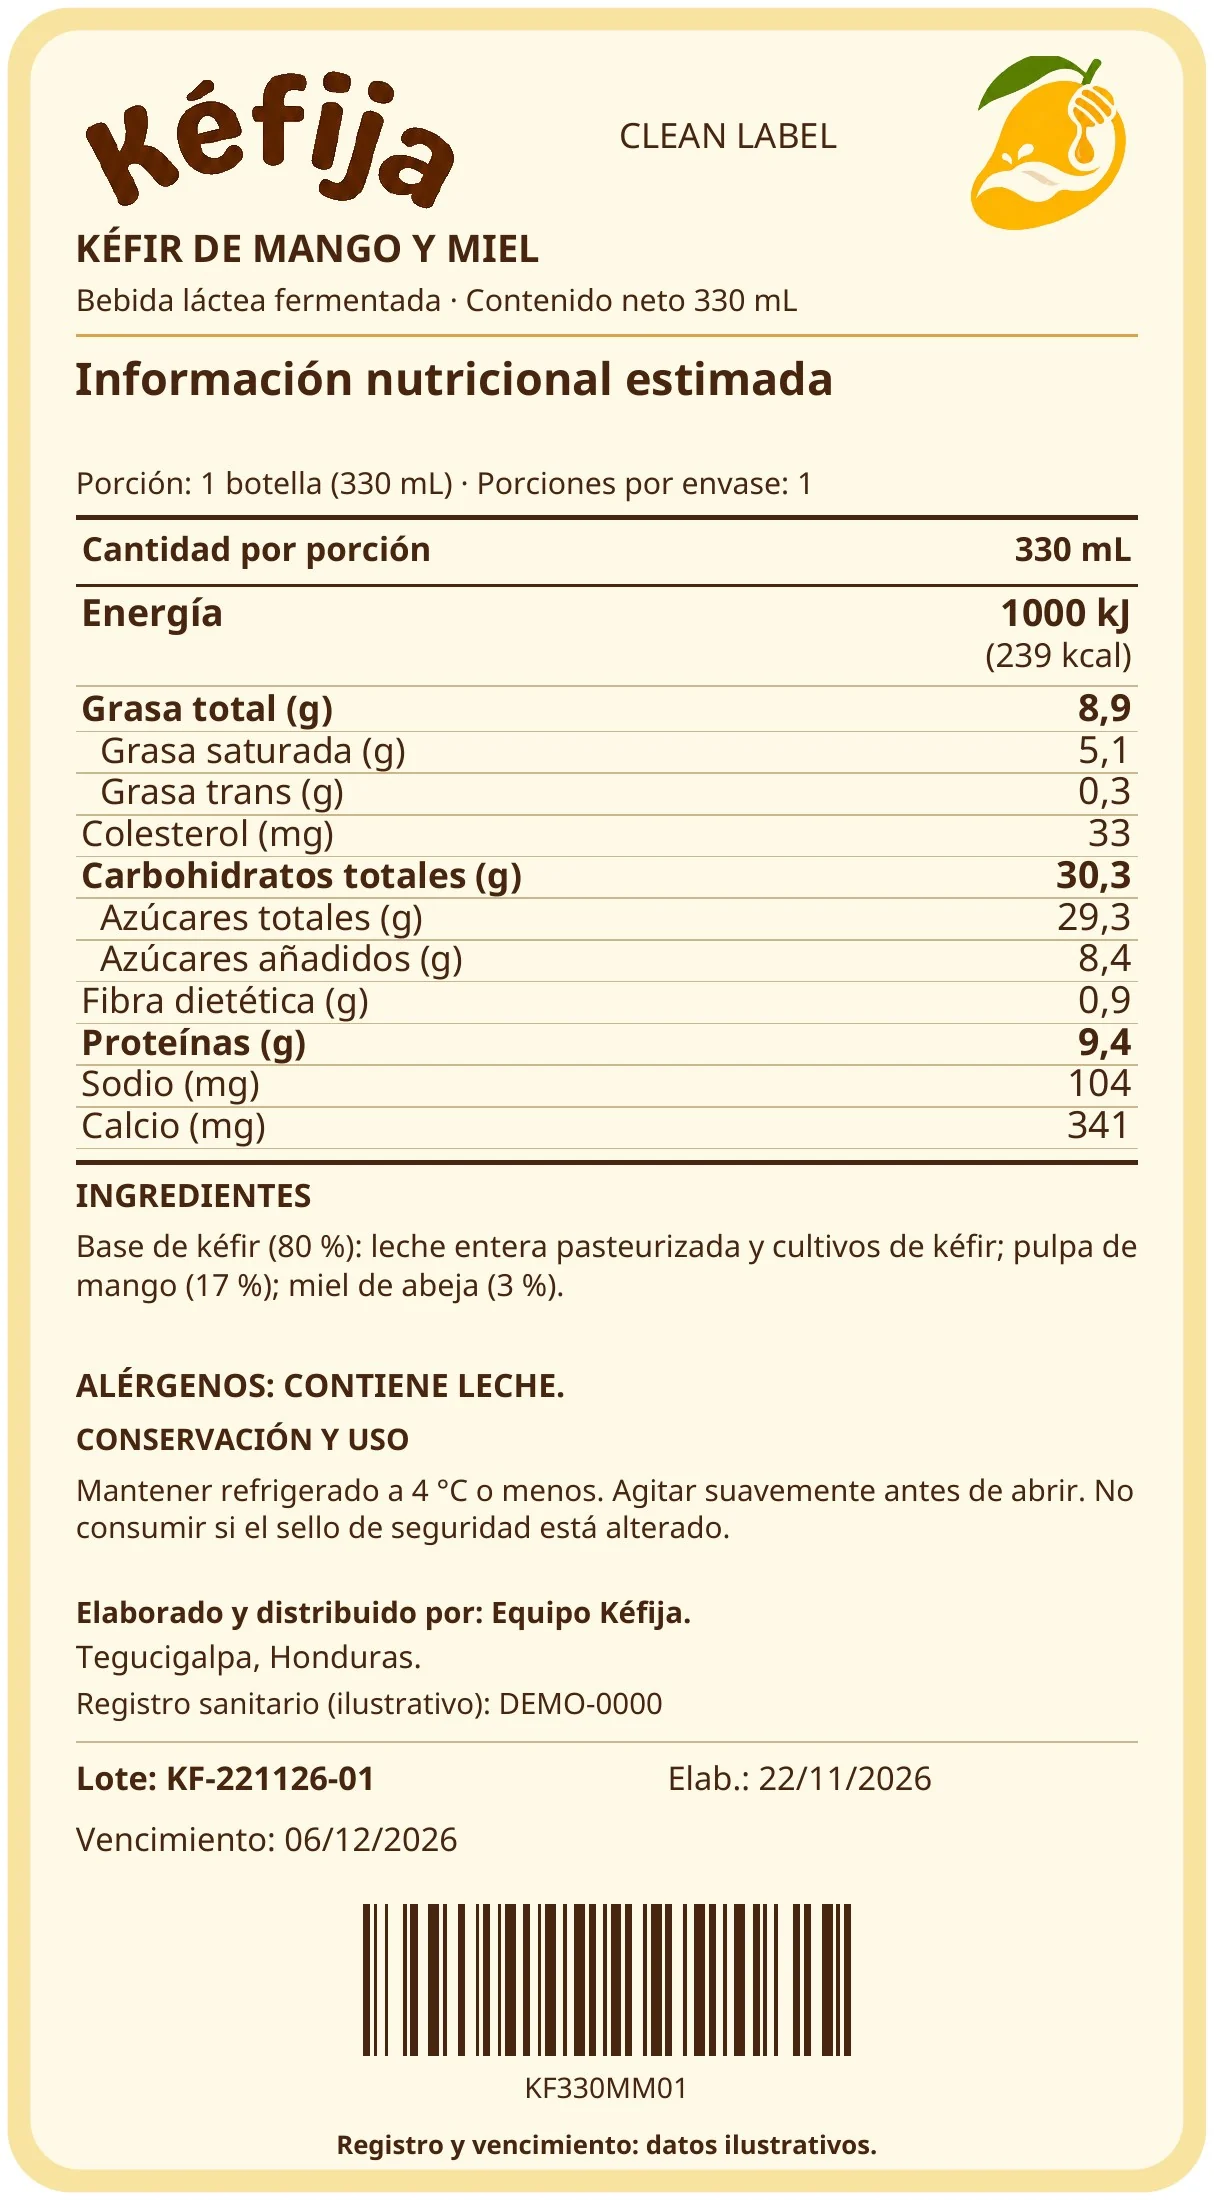 Kéfija
CLEAN LABEL
KÉFIR DE MANGO Y MIEL
Bebida láctea fermentada · Contenido neto 330 mL
Información nutricional estimada
Porción: 1 botella (330 mL) · Porciones por envase: 1
Cantidad por porción 330 mL
Energía 1000 kJ
(239 kcal)
Grasa total (g) 8,9
Grasa saturada (g) 5,1
Grasa trans (g) 0,3
Colesterol (mg) 33
Carbohidratos totales (g) 30,3
Azúcares totales (g) 29,3
Azúcares añadidos (g) 8,4
Fibra dietética (g) 0,9
Proteínas (g) 9,4
Sodio (mg) 104
Calcio (mg) 341
INGREDIENTES
Base de kéfir (80 %): leche entera pasteurizada y cultivos de kéfir; pulpa de
mango (17 %); miel de abeja (3 %).
ALÉRGENOS: CONTIENE LECHE.
CONSERVACIÓN Y USO
Mantener refrigerado a 4 °C o menos. Agitar suavemente antes de abrir. No
consumir si el sello de seguridad está alterado.
Elaborado y distribuido por: Equipo Kéfija.
Tegucigalpa, Honduras.
Registro sanitario (ilustrativo): DEMO-0000
Lote: KF-221126-01 Elab.: 22/11/2026
Vencimiento: 06/12/2026
KF330MM01
Registro y vencimiento: datos ilustrativos.